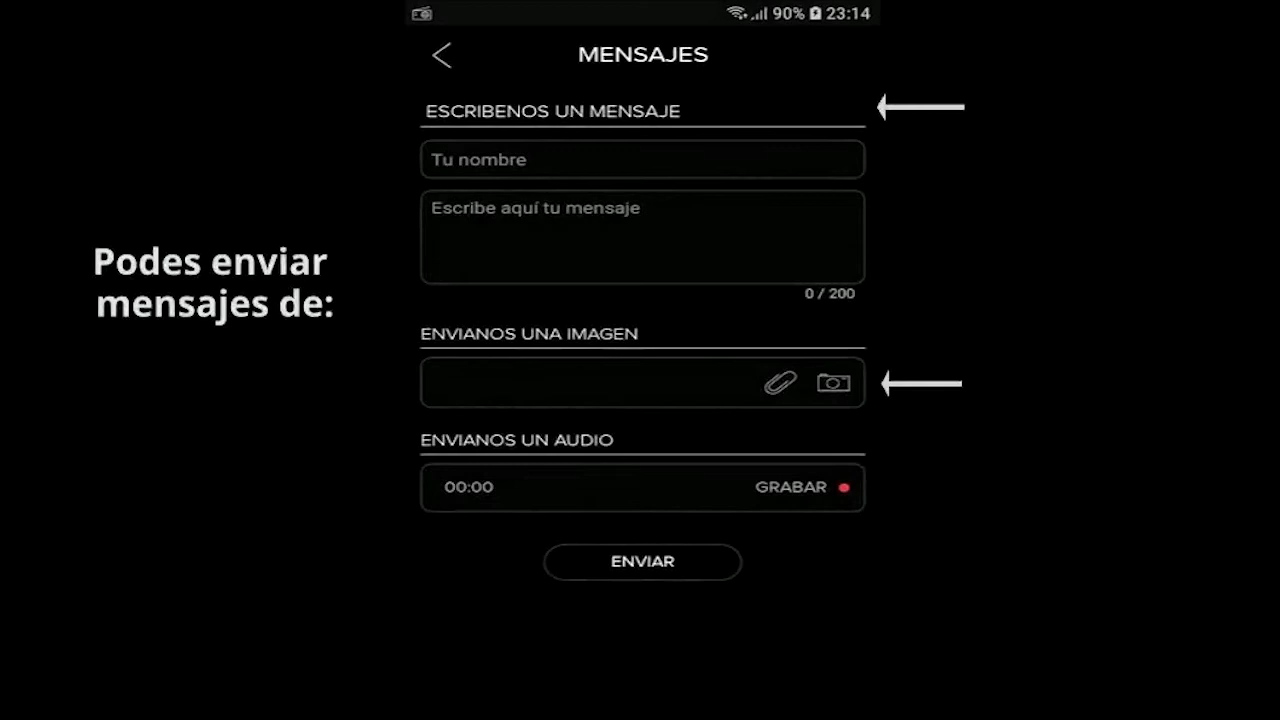 90% 23:14
MENSAJES
ESCRIBENOS UN MENSAJE
Tu nombre
Escribe aquí tu mensaje
0 / 200
Podes enviar
mensajes de:
ENVIANOS UNA IMAGEN
ENVIANOS UN AUDIO
00:00 GRABAR
ENVIAR